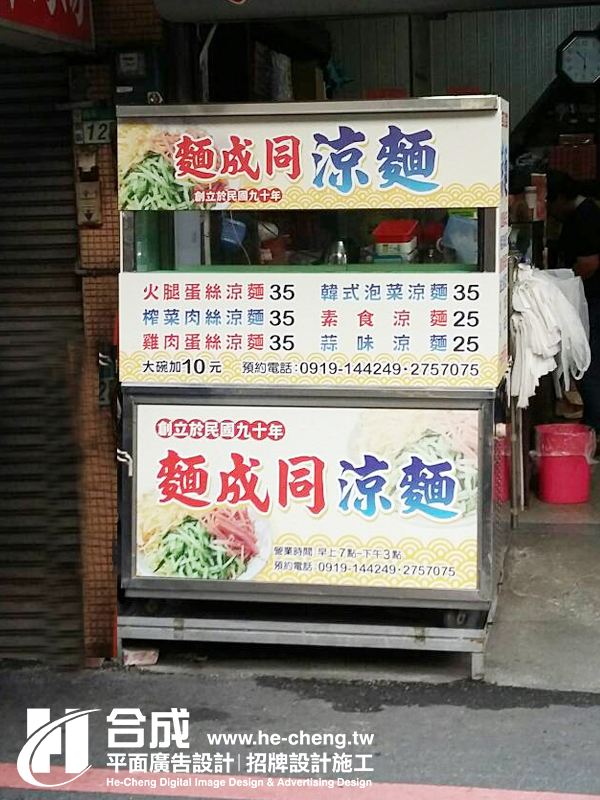 12
麵成同涼麵
創立於民國九十年
火腿蛋絲涼麵35 韓式泡菜涼麵35
榨菜肉絲涼麵35 素食涼麵25
雞肉蛋絲涼麵35 蒜味涼麵25
大碗加10元 預約電話:0919-144249·2757075
創立於民國九十年
麵成同涼麵
營業時間 早上7點-下午3點
預約電話 0919-144249·2757075
合成 www.he-cheng.tw
平面廣告設計|招牌設計施工
He-Cheng Digital Image Design & Advertising Design